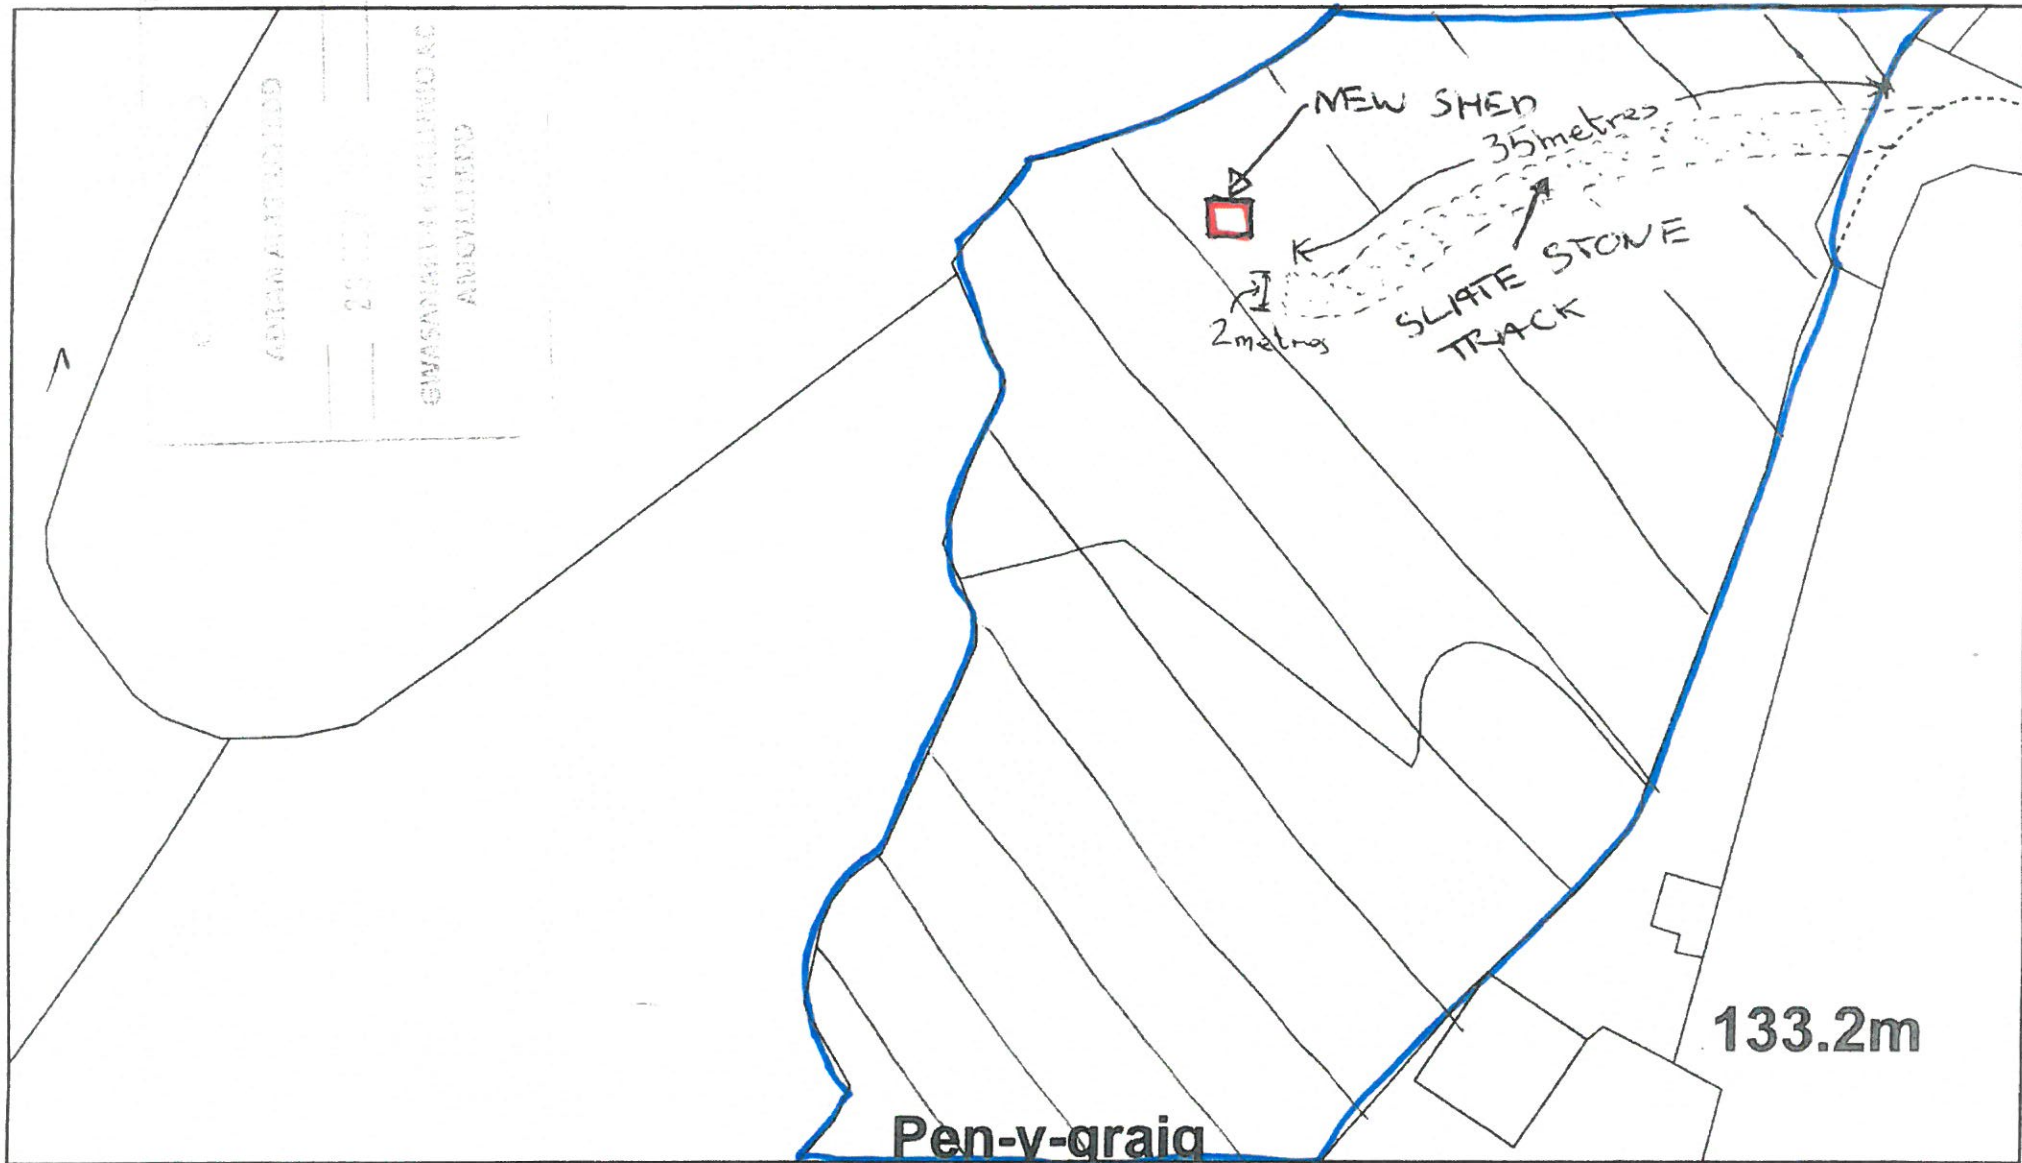 NEW SHED
35metres
SLATE STONE
TRACK
2metres
133.2m
Pen-y-graig